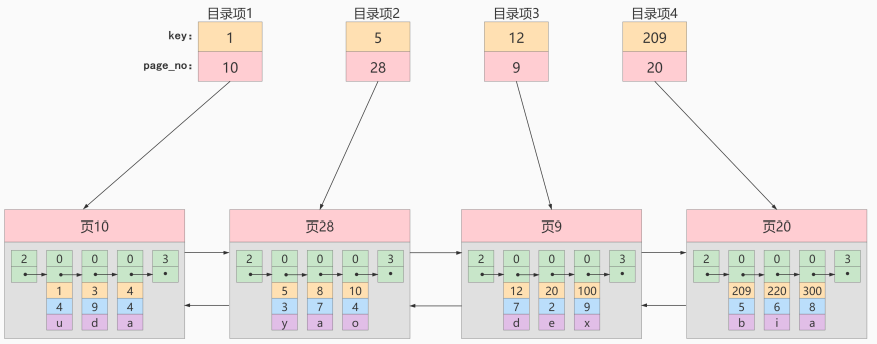 目录项1 目录项2 目录项3 目录项4
key: 1 5 12 209
page_no: 10 28 9 20
页10 页28 页9 页20
2 0 0 0 3 2 0 0 0 3 2 0 0 0 3 2 0 0 0 3
1 3 4 5 8 10 12 20 100 209 220 300
4 9 4 3 7 4 7 2 9 5 6 8
u d a y a o d e x b i a